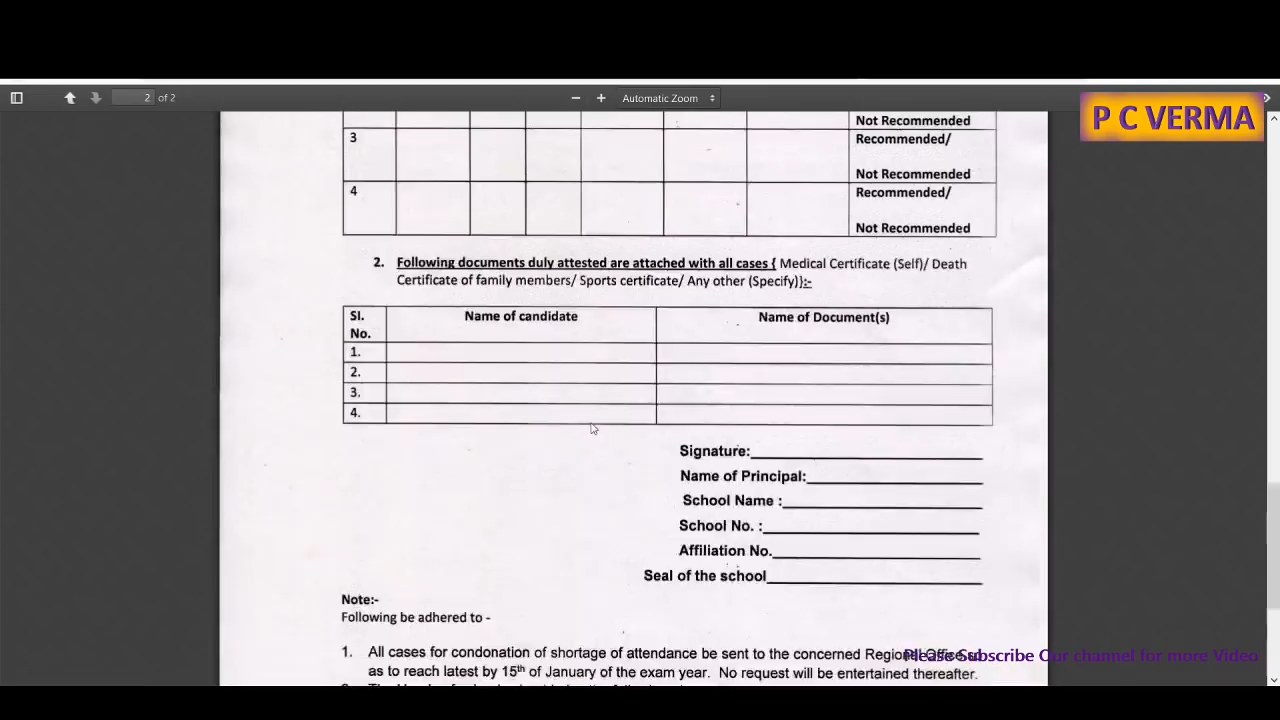 2 of 2
Automatic Zoom
P C VERMA
Not Recommended
3 Recommended/
Not Recommended
4 Recommended/
Not Recommended
2. Following documents duly attested are attached with all cases { Medical Certificate (Self)/ Death
Certificate of family members/ Sports certificate/ Any other (Specify)}:-
Sl. No. Name of candidate Name of Document(s)
1.
2.
3.
4.
Signature:
Name of Principal:
School Name :
School No. :
Affiliation No.
Seal of the school
Note:-
Following be adhered to -
1. All cases for condonation of shortage of attendance be sent to the concerned Regional Office so
as to reach latest by 15th of January of the exam year. No request will be entertained thereafter.
Please Subscribe Our channel for more Video